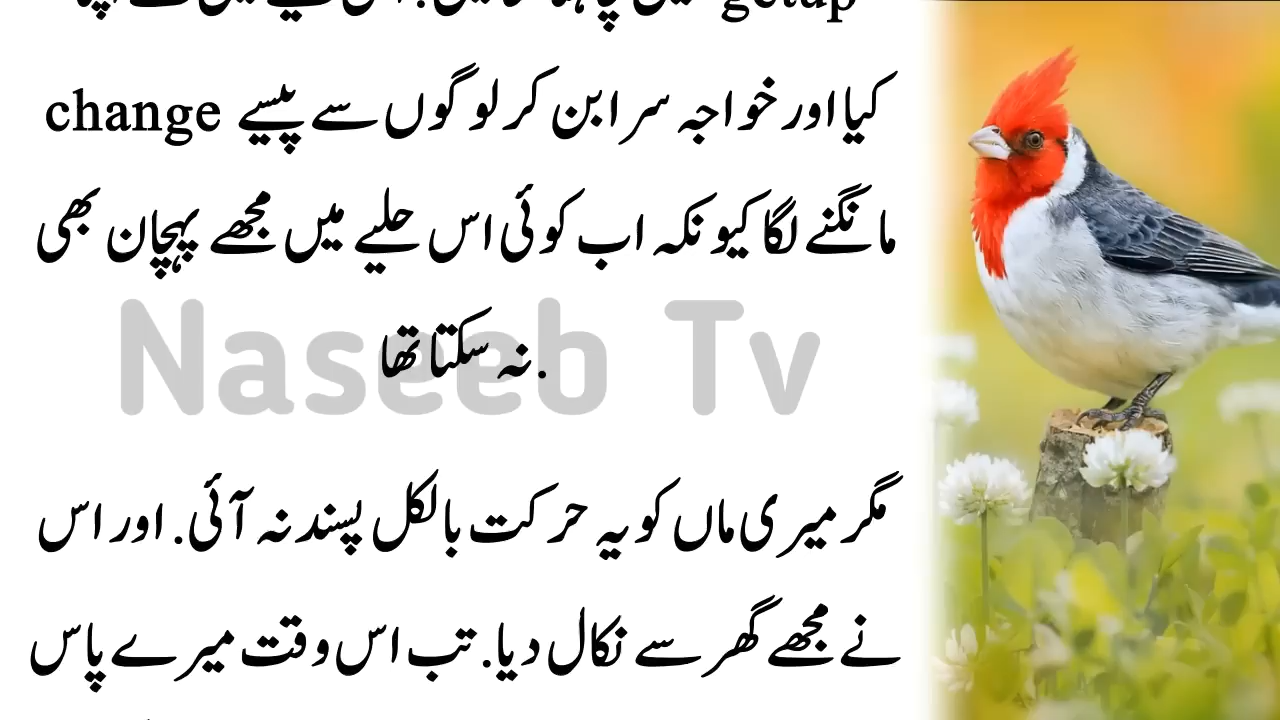 getup
change کیا اور خواجہ سرا بن کر لوگوں سے پیسے
مانگنے لگا کیونکہ اب کوئی اس حلیے میں مجھے پہچان بھی
نہ سکتا تھا.
Naseeb Tv
مگر میری ماں کو یہ حرکت بالکل پسند نہ آئی. اور اس
نے مجھے گھر سے نکال دیا. تب اس وقت میرے پاس